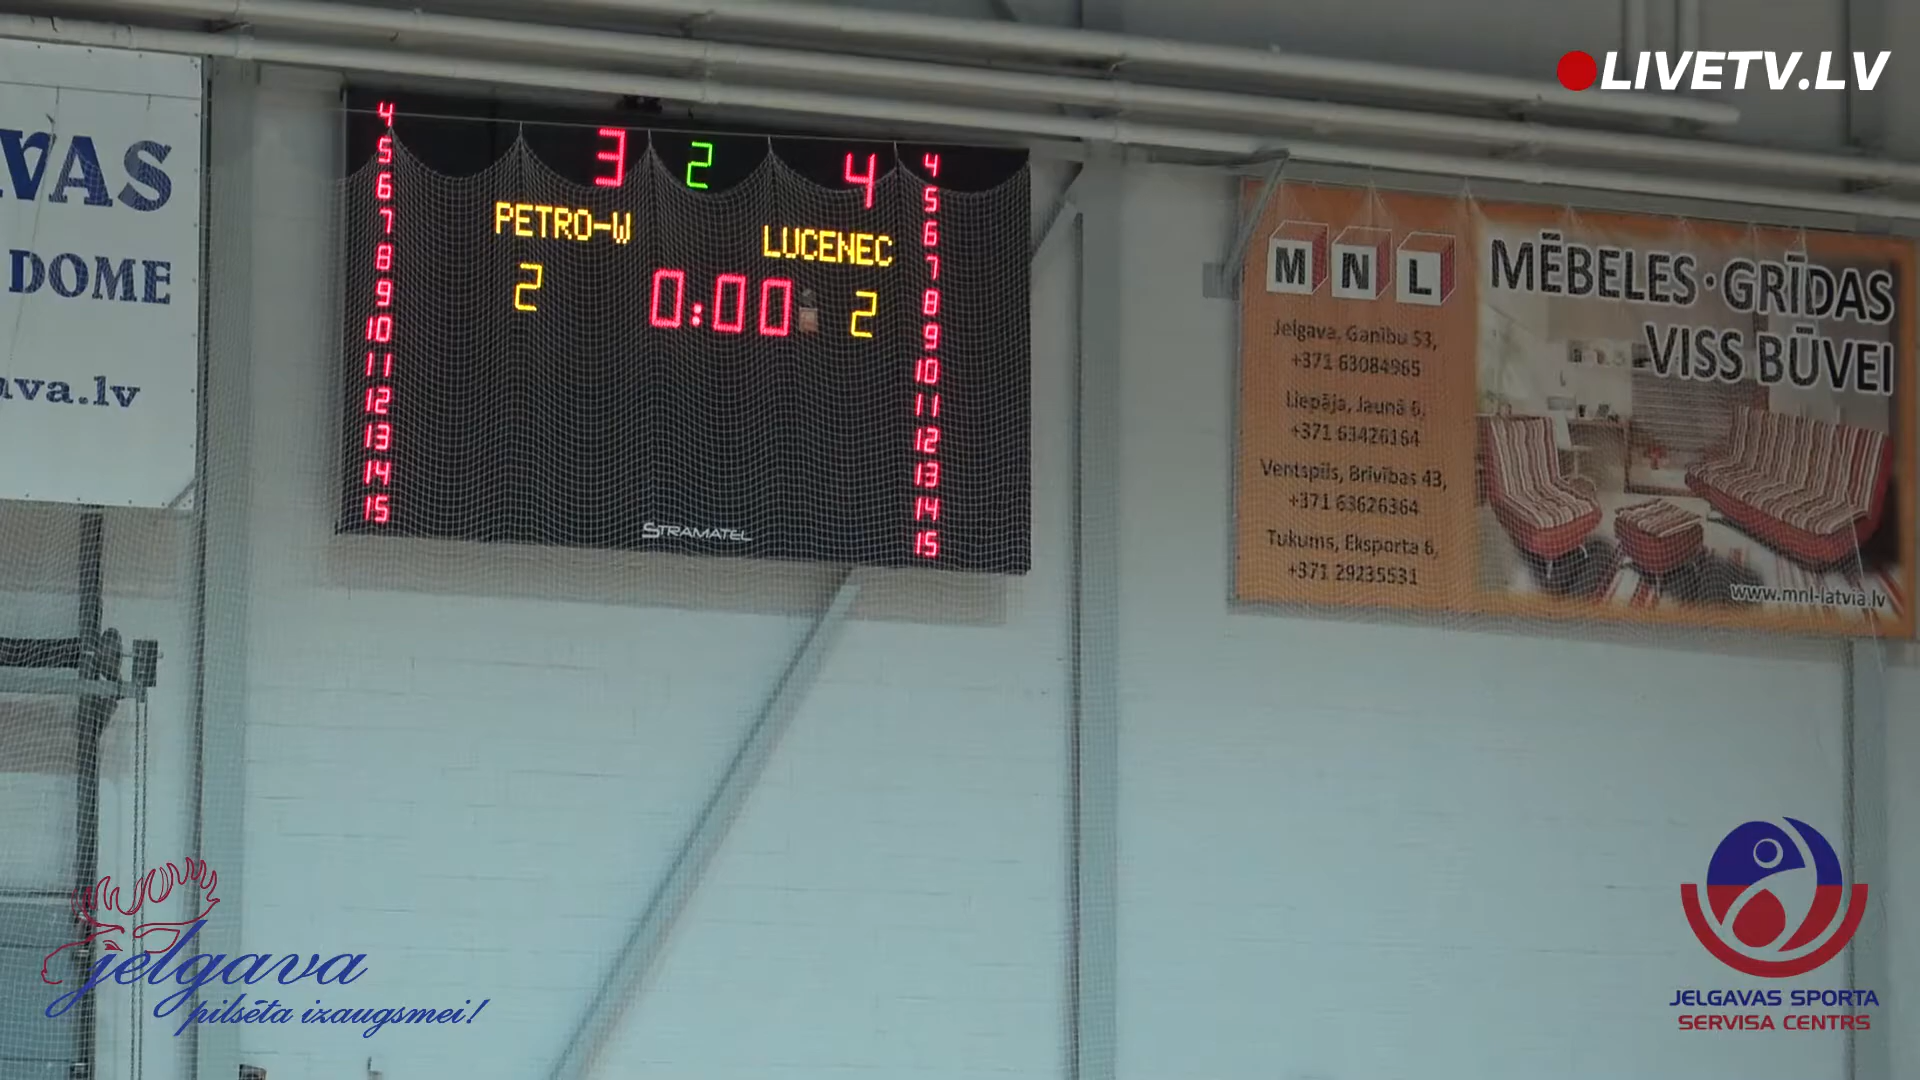 LIVETV.LV
VAS
DOME
ava.lv
3 2 4
PETRO-W LUCENEC
2 0:00 2
4 4
5 5
6 6
7 7
8 8
9 9
10 10
11 11
12 12
13 13
14 14
15 15
STRAMATEL
MNL
MĒBELES·GRĪDAS
VISS BŪVEI
Jelgava, Ganību 53,
+371 63084965
Liepāja, Jaunā 6,
+371 63426164
Ventspils, Brīvības 43,
+371 63626364
Tukums, Eksporta 6,
+371 29235531
www.mnl-latvia.lv
jelgava
pilsēta izaugsmei!
JELGAVAS SPORTA
SERVISA CENTRS